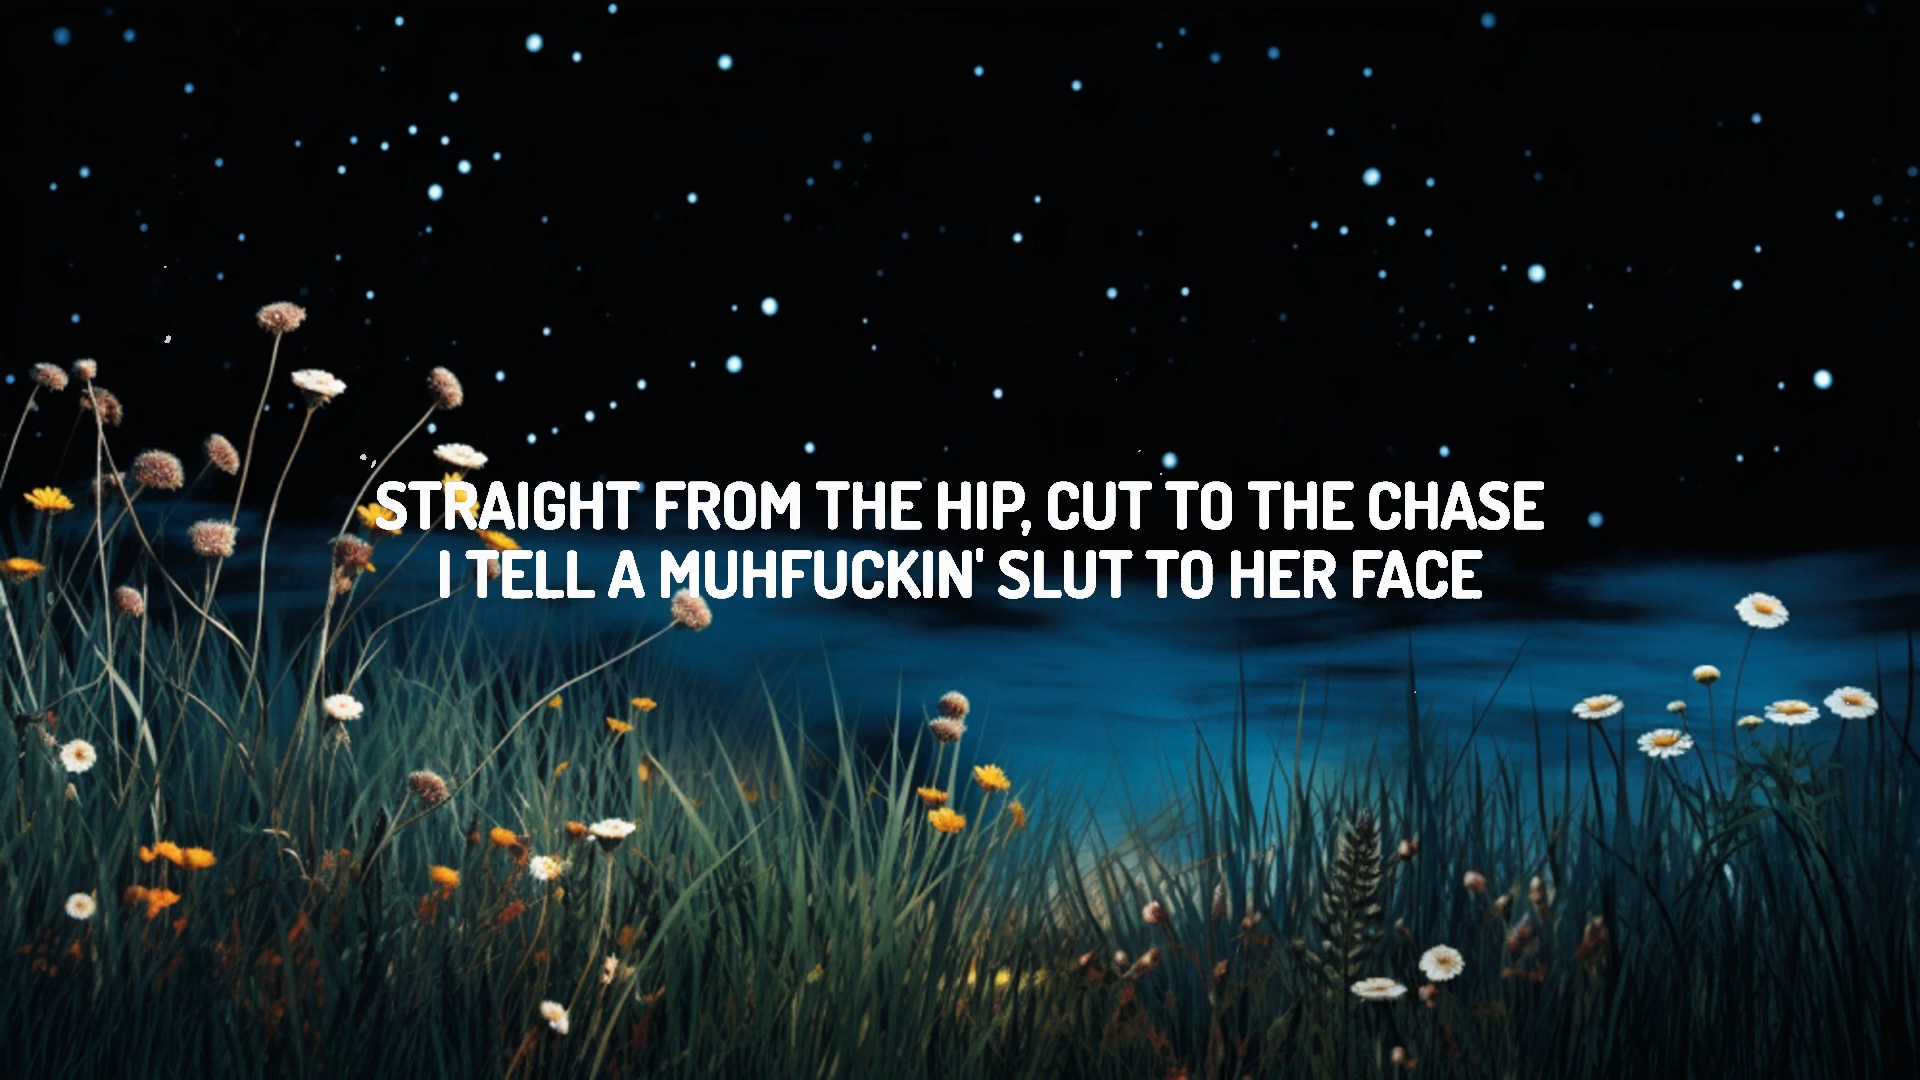 STRAIGHT FROM THE HIP, CUT TO THE CHASE
I TELL A MUHFUCKIN' SLUT TO HER FACE